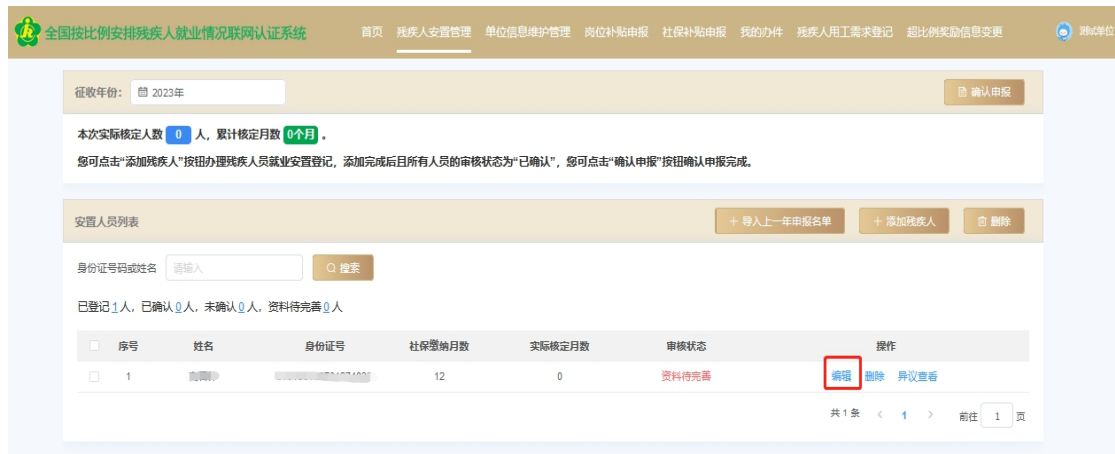 全国按比例安排残疾人就业情况联网认证系统 首页 残疾人安置管理 单位信息维护管理 岗位补贴申报 社保补贴申报 我的办件 残疾人用工需求登记 超比例奖励信息变更 测试单位
征收年份： 2023年 确认申报
本次实际核定人数 0 人，累计核定月数 0个月 。
您可点击“添加残疾人”按钮办理残疾人员就业安置登记，添加完成后且所有人员的审核状态为“已确认”，您可点击“确认申报”按钮确认申报完成。
安置人员列表 + 导入上一年申报名单 + 添加残疾人 删除
身份证号码或姓名 请输入 搜索
已登记1人，已确认0人，未确认0人，资料待完善0人
序号 姓名 身份证号 社保缴纳月数 实际核定月数 审核状态 操作
1 12 0 资料待完善 编辑 删除 异议查看
共1条 < 1 > 前往 1 页